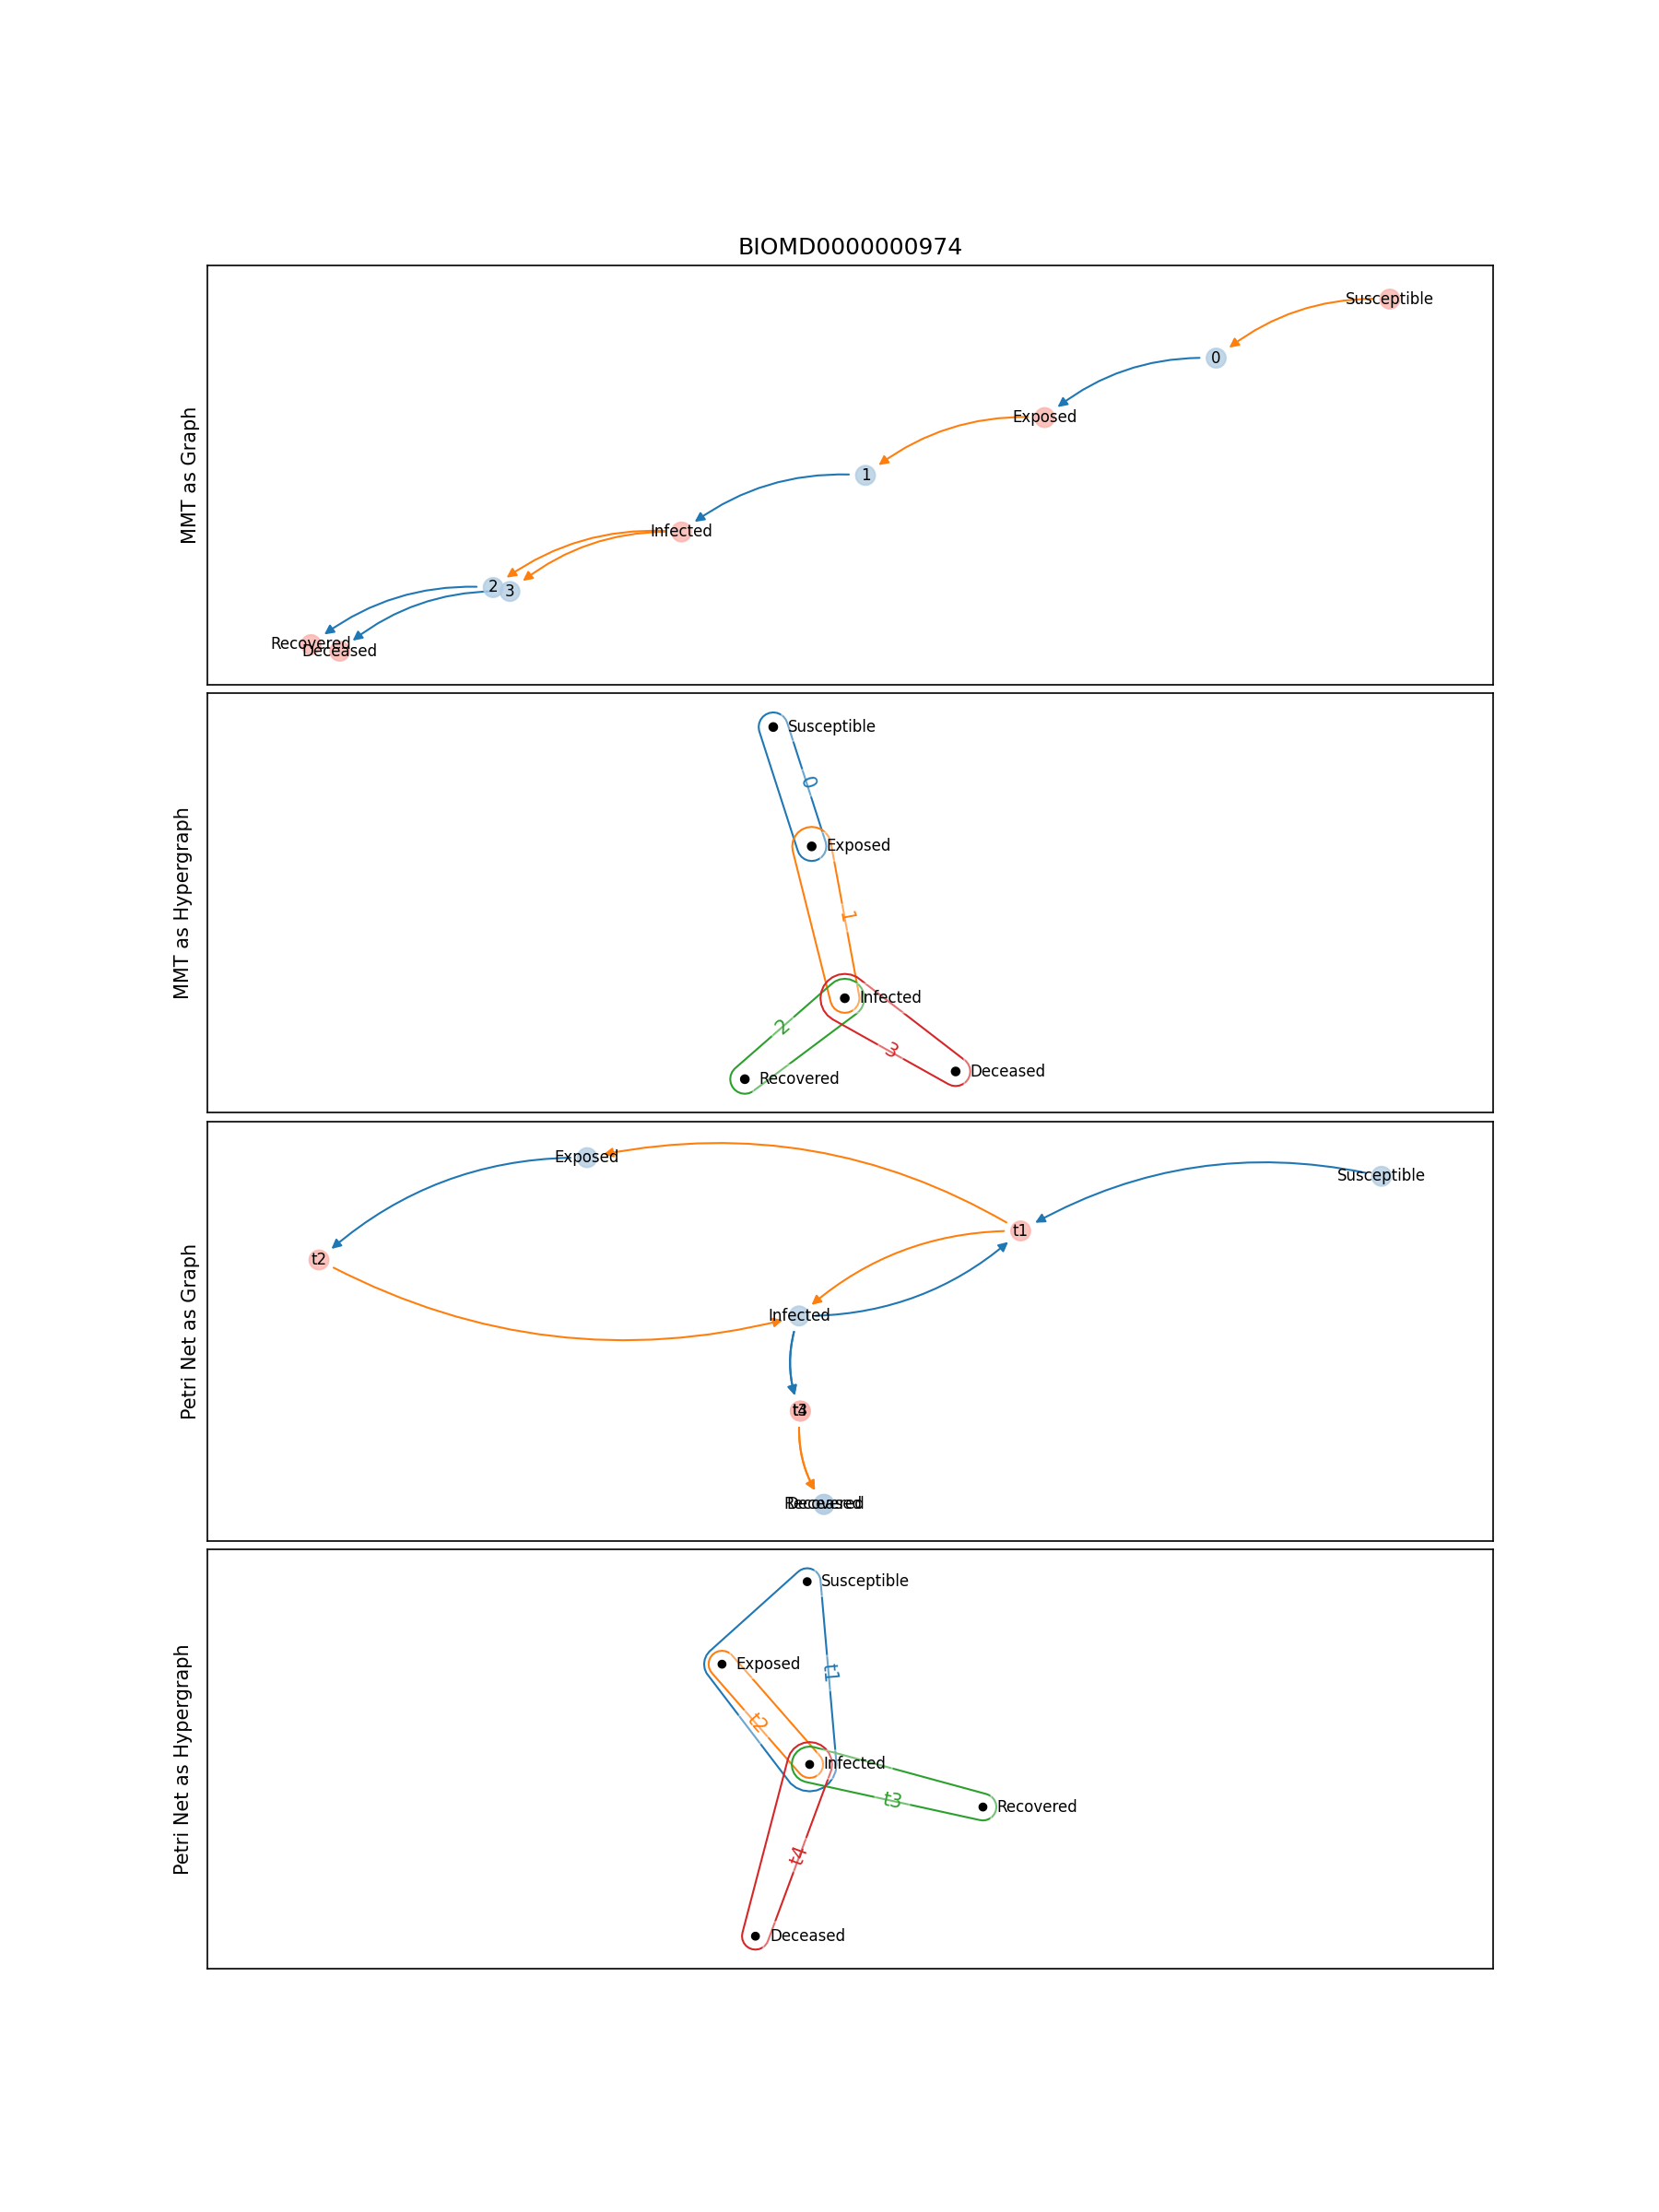 BIOMD0000000974
MMT as Graph
Susceptible
0
Exposed
1
Infected
2
3
Recovered
Deceased
MMT as Hypergraph
Susceptible
0
Exposed
1
Infected
2
3
Deceased
Recovered
Petri Net as Graph
Exposed
Susceptible
t1
t2
Infected
Petri Net as Hypergraph
Susceptible
Exposed
t1
t2
Infected
t3
Recovered
t4
Deceased